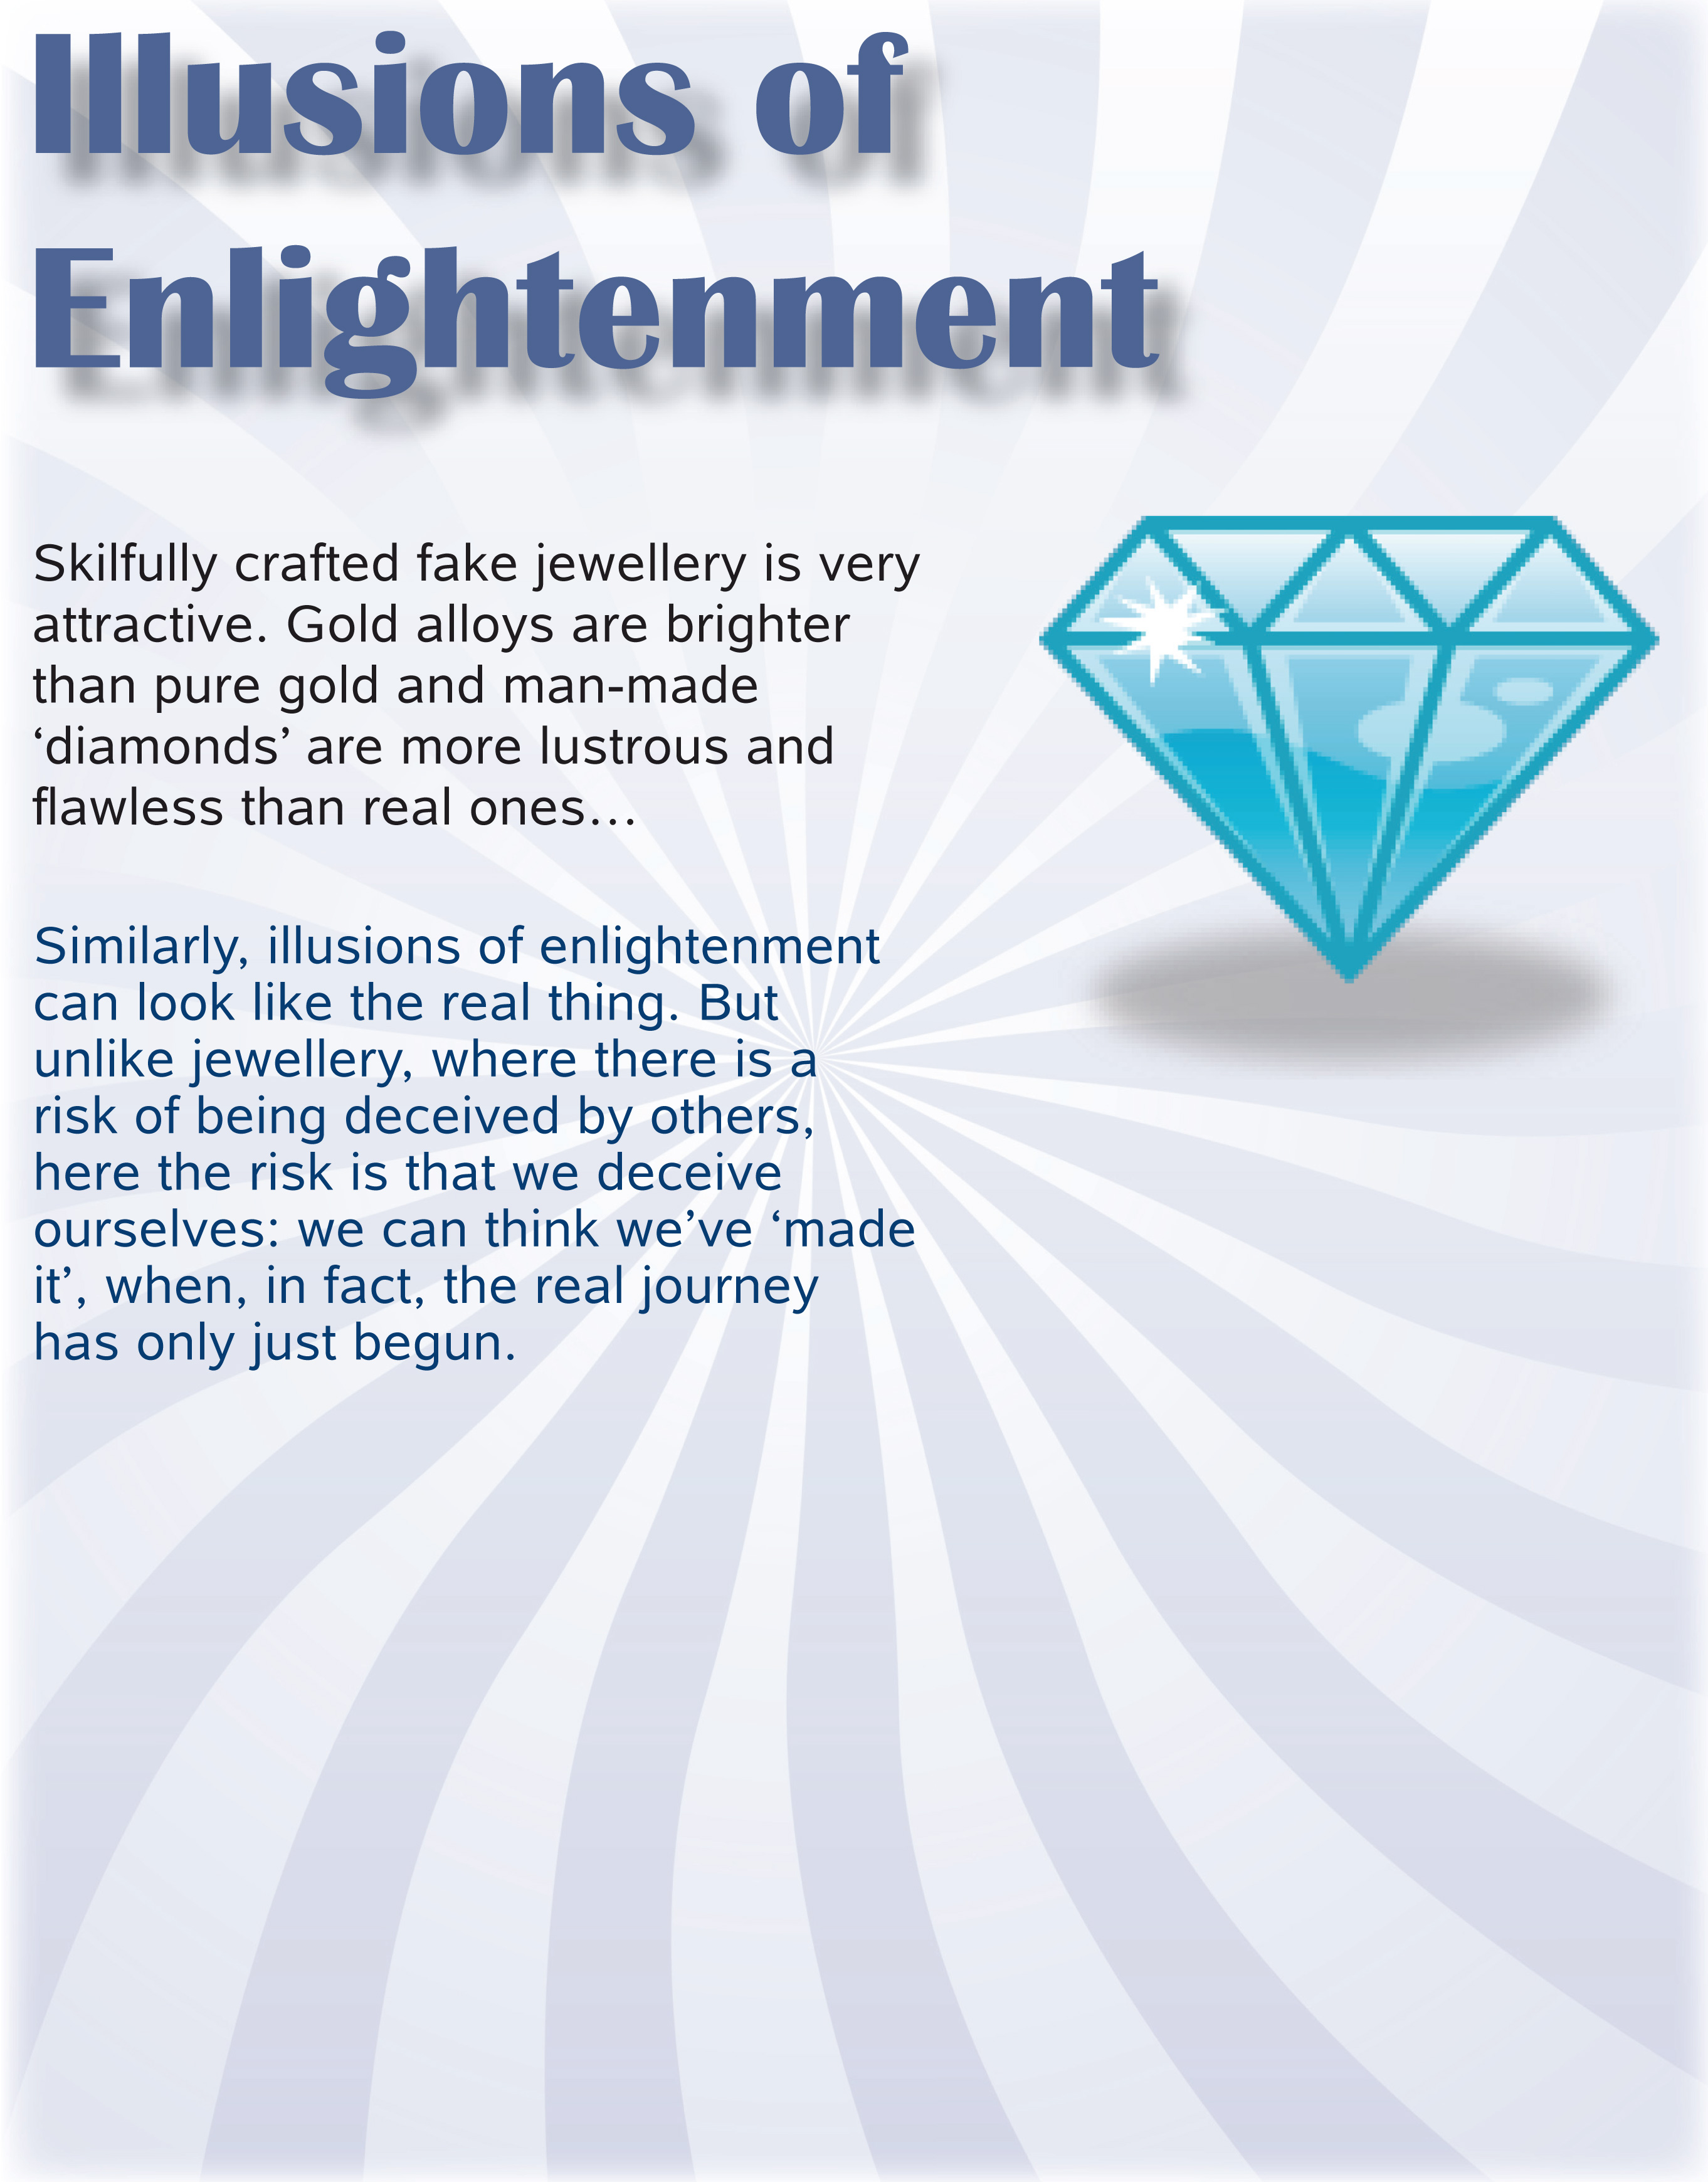 Illusions of
Enlightenment
Skilfully crafted fake jewellery is very
attractive. Gold alloys are brighter
than pure gold and man-made
‘diamonds’ are more lustrous and
flawless than real ones…
Similarly, illusions of enlightenment
can look like the real thing. But
unlike jewellery, where there is a
risk of being deceived by others,
here the risk is that we deceive
ourselves: we can think we’ve ‘made
it’, when, in fact, the real journey
has only just begun.